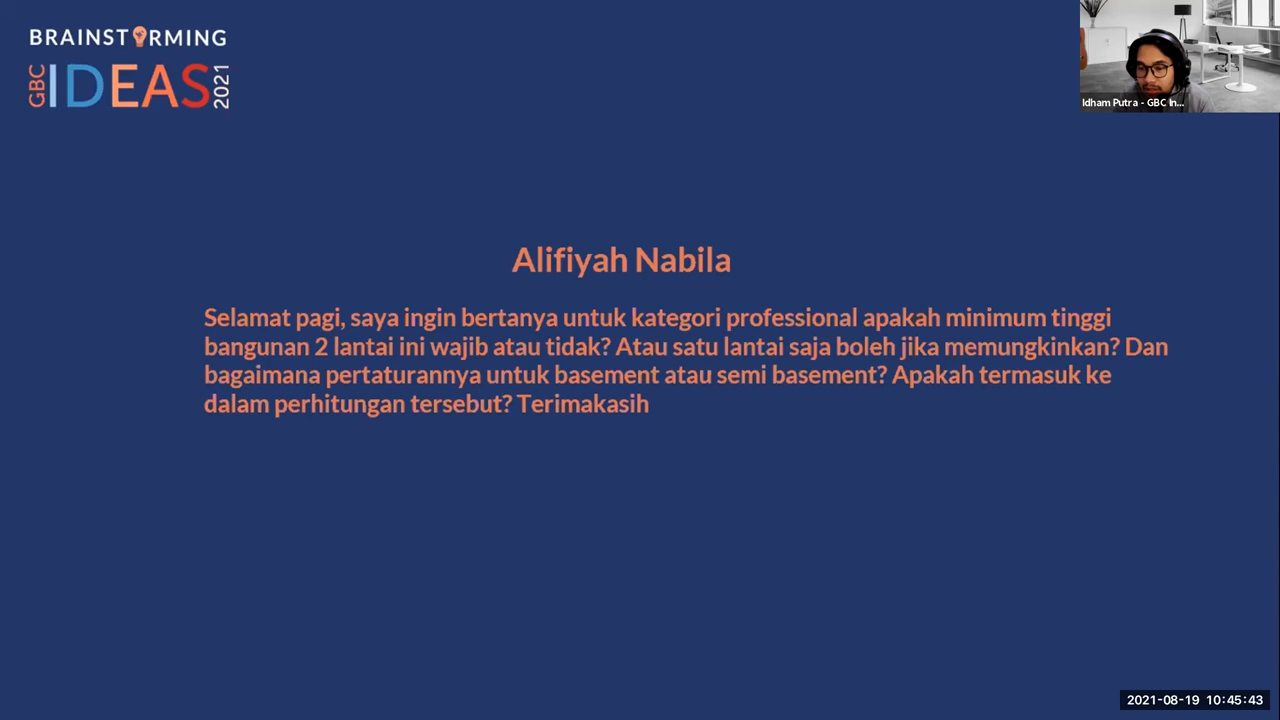 BRAINSTORMING
GBC IDEAS 2021
Idham Putra - GBC In...
Alifiyah Nabila
Selamat pagi, saya ingin bertanya untuk kategori professional apakah minimum tinggi
bangunan 2 lantai ini wajib atau tidak? Atau satu lantai saja boleh jika memungkinkan? Dan
bagaimana pertaturannya untuk basement atau semi basement? Apakah termasuk ke
dalam perhitungan tersebut? Terimakasih
2021-08-19 10:45:43